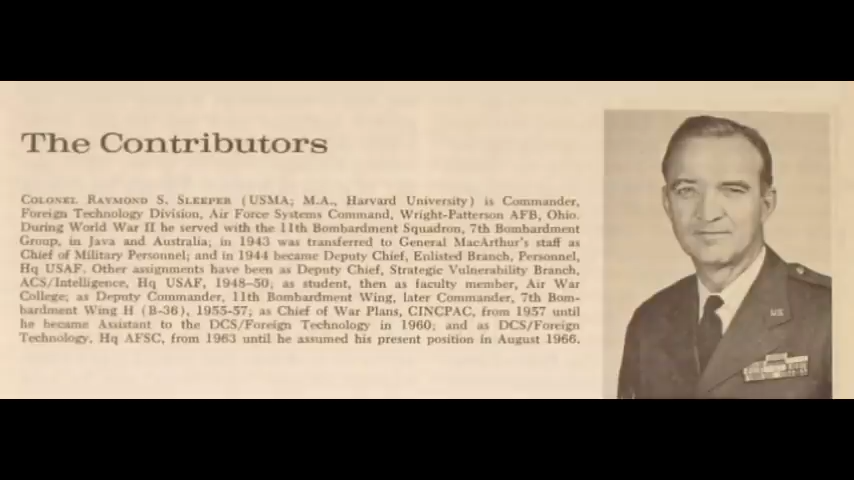 The Contributors
COLONEL RAYMOND S. SLEEPER (USMA; M.A., Harvard University) is Commander,
Foreign Technology Division, Air Force Systems Command, Wright-Patterson AFB, Ohio.
During World War II he served with the 11th Bombardment Squadron, 7th Bombardment
Group, in Java and Australia; in 1943 was transferred to General MacArthur's staff as
Chief of Military Personnel; and in 1944 became Deputy Chief, Enlisted Branch, Personnel,
Hq USAF. Other assignments have been as Deputy Chief, Strategic Vulnerability Branch,
ACS/Intelligence, Hq USAF, 1948–50; as student, then as faculty member, Air War
College; as Deputy Commander, 11th Bombardment Wing, later Commander, 7th Bom-
bardment Wing H (B-36), 1955-57; as Chief of War Plans, CINCPAC, from 1957 until
he became Assistant to the DCS/Foreign Technology in 1960; and as DCS/Foreign
Technology, Hq AFSC, from 1963 until he assumed his present position in August 1966.
US